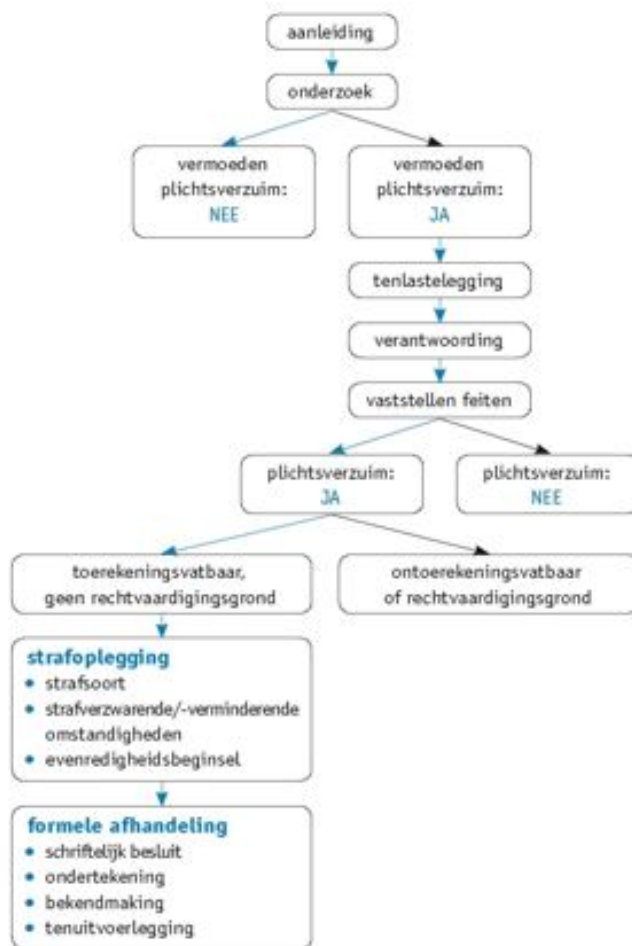 aanleiding
onderzoek
vermoeden
plichtsverzuim:
NEE
vermoeden
plichtsverzuim:
JA
tenlastelegging
verantwoording
vaststellen feiten
plichtsverzuim:
JA
plichtsverzuim:
NEE
toerekeningsvatbaar,
geen rechtvaardigingsgrond
ontoerekeningsvatbaar
of rechtvaardigingsgrond
strafoplegging
• strafsoort
• strafverzwarende/-verminderende
omstandigheden
• evenredigheidsbeginsel
formele afhandeling
• schriftelijk besluit
• ondertekening
• bekendmaking
• tenuitvoerlegging